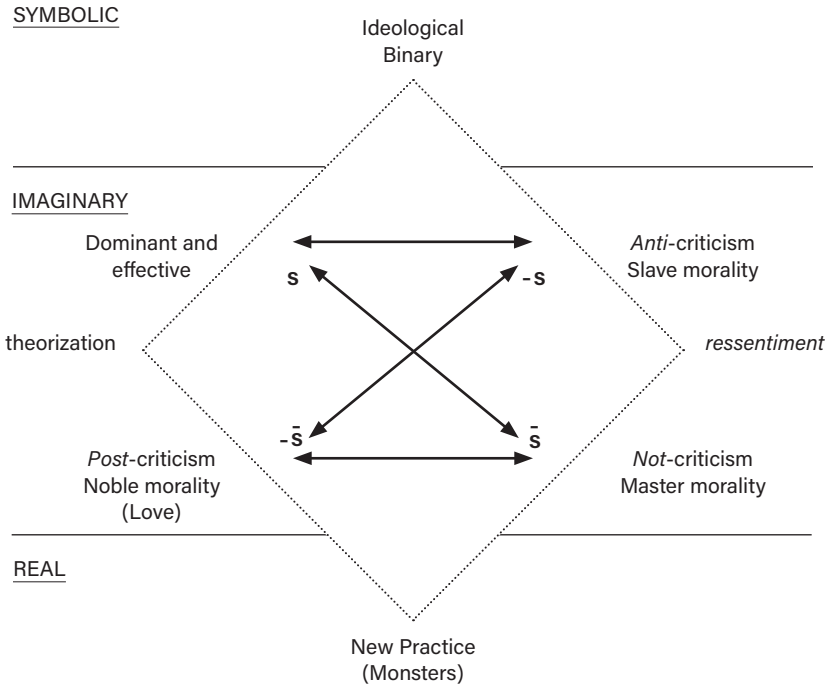 SYMBOLIC
Ideological
Binary
IMAGINARY
Dominant and
effective
Anti-criticism
Slave morality
S
-S
theorization
ressentiment
-S̄
S̄
Post-criticism
Noble morality
(Love)
Not-criticism
Master morality
REAL
New Practice
(Monsters)